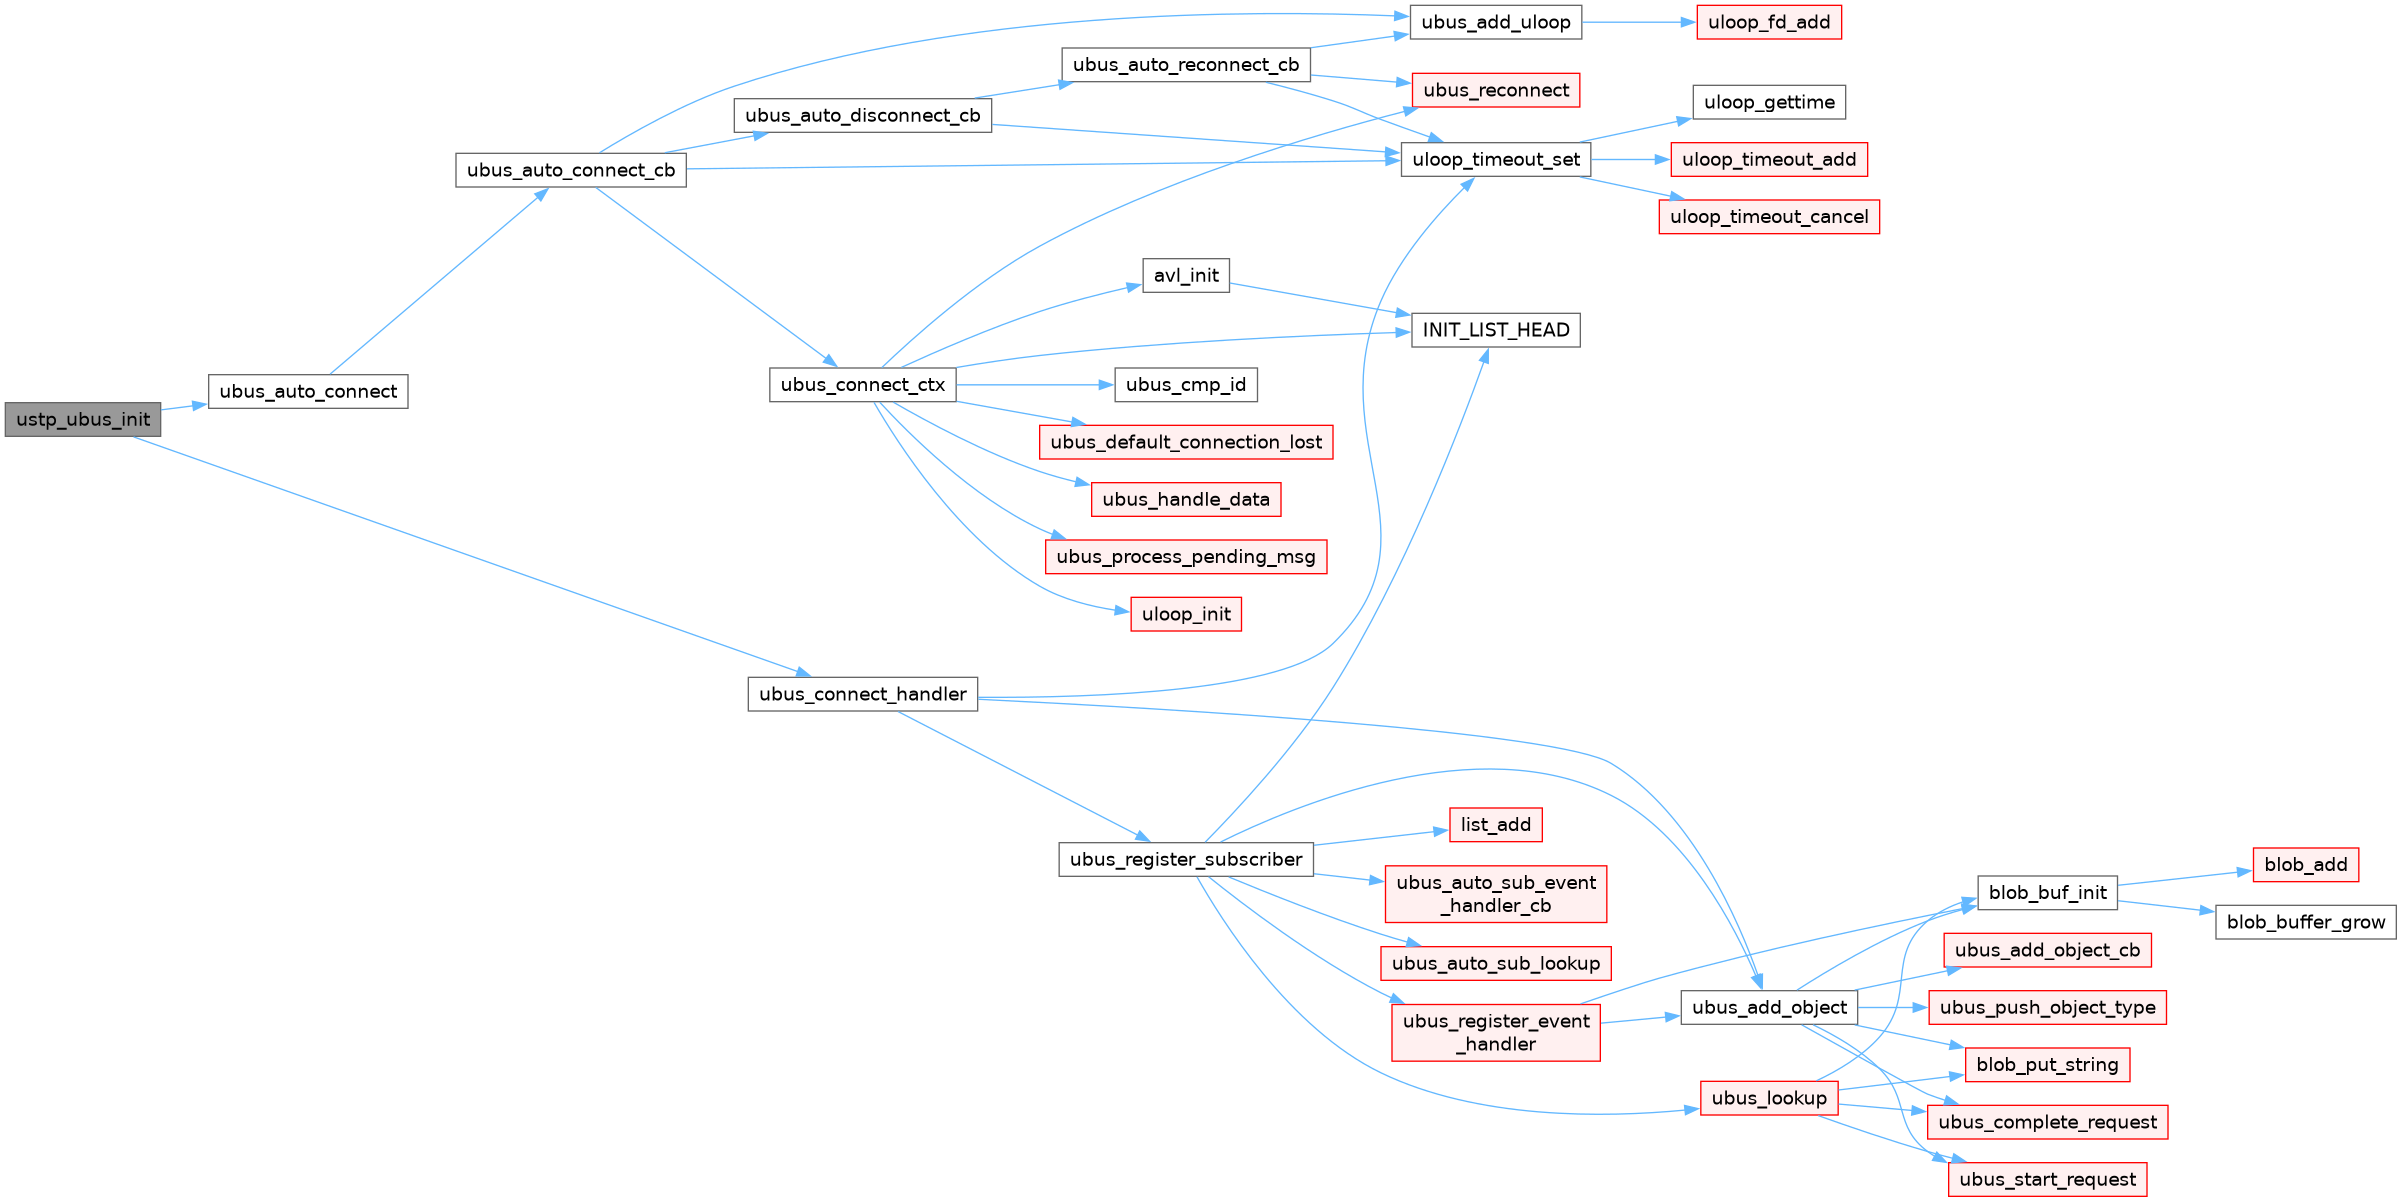 ubus_add_uloop
uloop_fd_add
ubus_auto_reconnect_cb
ubus_reconnect
uloop_gettime
ubus_auto_disconnect_cb
uloop_timeout_set
uloop_timeout_add
ubus_auto_connect_cb
uloop_timeout_cancel
avl_init
INIT_LIST_HEAD
ubus_connect_ctx
ubus_cmp_id
ubus_auto_connect
ustp_ubus_init
ubus_default_connection_lost
ubus_handle_data
ubus_process_pending_msg
uloop_init
ubus_connect_handler
list_add
ubus_register_subscriber
ubus_auto_sub_event
_handler_cb
blob_add
blob_buf_init
blob_buffer_grow
ubus_auto_sub_lookup
ubus_add_object_cb
ubus_register_event
_handler
ubus_add_object
ubus_push_object_type
blob_put_string
ubus_lookup
ubus_complete_request
ubus_start_request